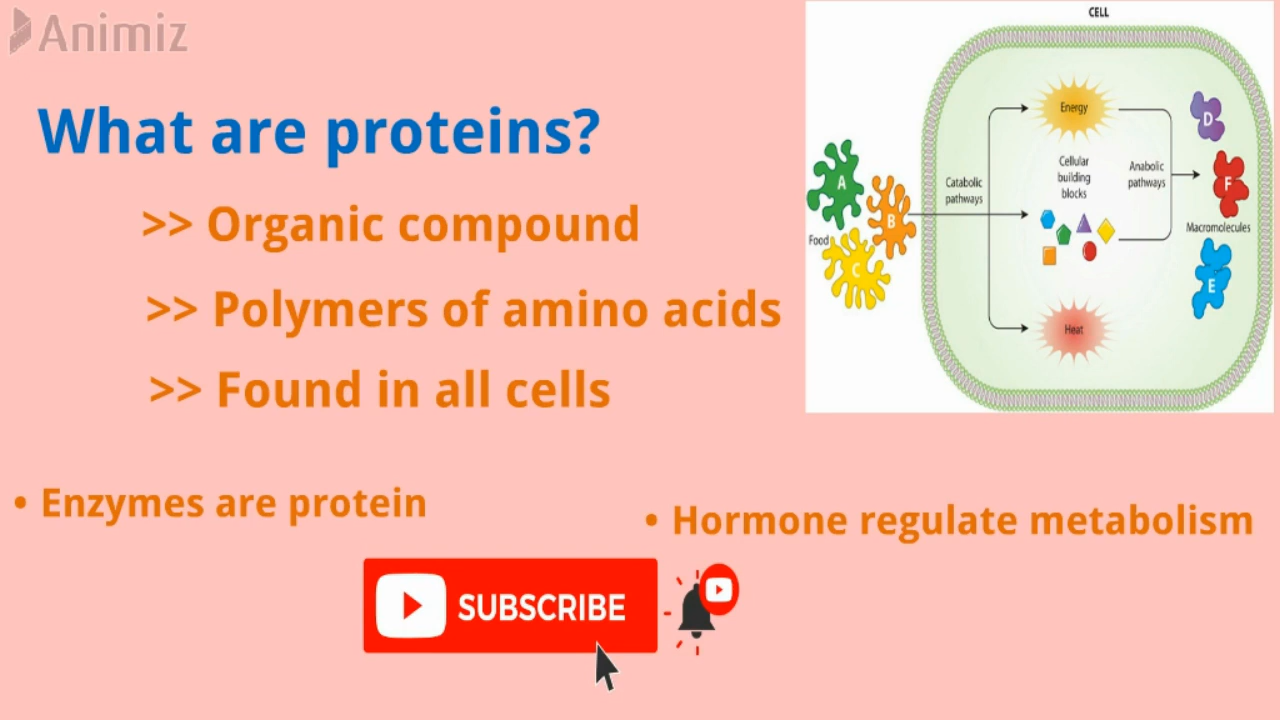 Animiz
What are proteins?
>> Organic compound
>> Polymers of amino acids
>> Found in all cells
• Enzymes are protein
• Hormone regulate metabolism
SUBSCRIBE
CELL
Energy
Cellular
building
blocks
Catabolic
pathways
Anabolic
pathways
A
B
C
Food
D
F
Macromolecules
E
Heat